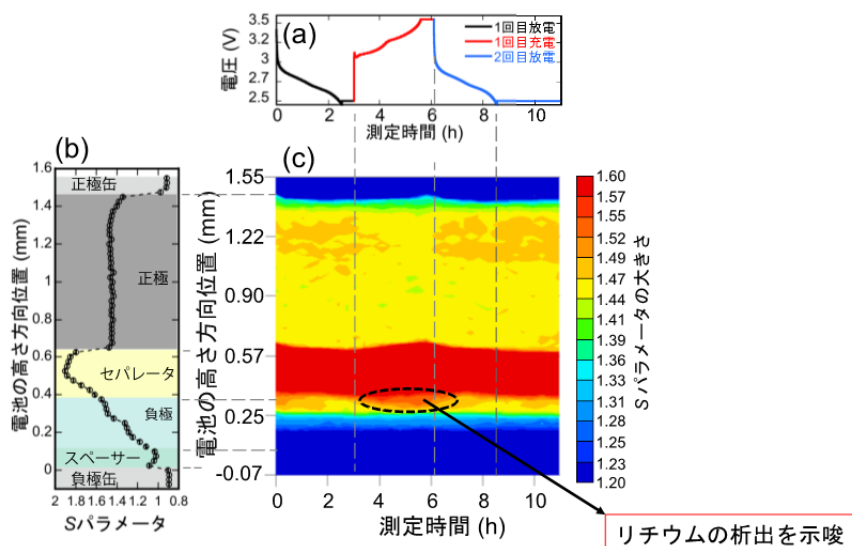 (a)
電圧 (V)
3.5
3.2
3
2.7
2.5
1回目放電
1回目充電
2回目放電
0 2 4 6 8 10
測定時間 (h)
(b)
電池の高さ方向位置 (mm)
1.6
1.4
1.2
1
0.8
0.6
0.4
0.2
0
正極缶
正極
セパレータ
負極
スペーサー
負極缶
2 1.8 1.6 1.4 1.2 1 0.8
Sパラメータ
(c)
電池の高さ方向位置 (mm)
1.55
1.22
0.90
0.57
0.25
-0.07
0 2 4 6 8 10
測定時間 (h)
1.60
1.57
1.55
1.52
1.49
1.47
1.44
1.41
1.39
1.36
1.33
1.31
1.28
1.25
1.23
1.20
Sパラメータの大きさ
リチウムの析出を示唆